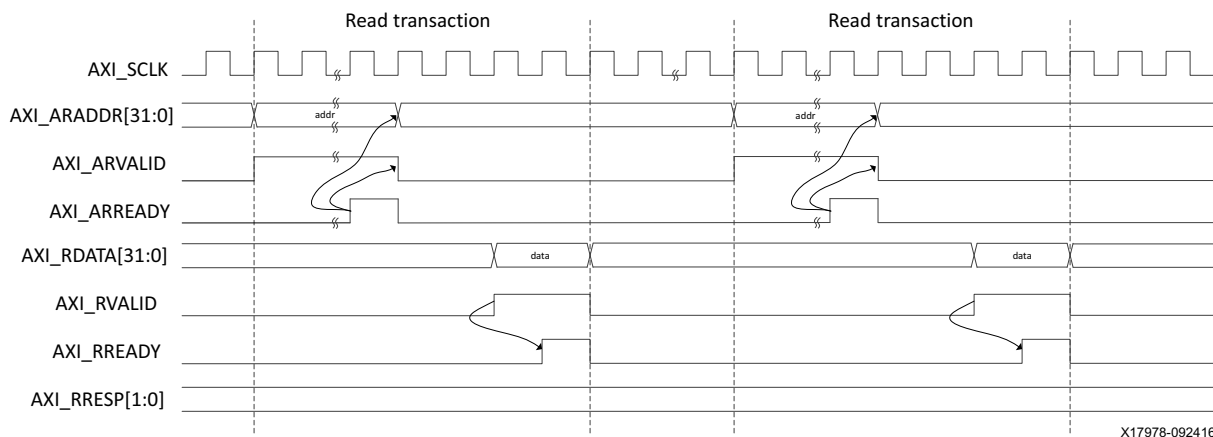 Read transaction Read transaction
AXI_SCLK
AXI_ARADDR[31:0] addr addr
AXI_ARVALID
AXI_ARREADY
AXI_RDATA[31:0] data data
AXI_RVALID
AXI_RREADY
AXI_RRESP[1:0]
X17978-092416